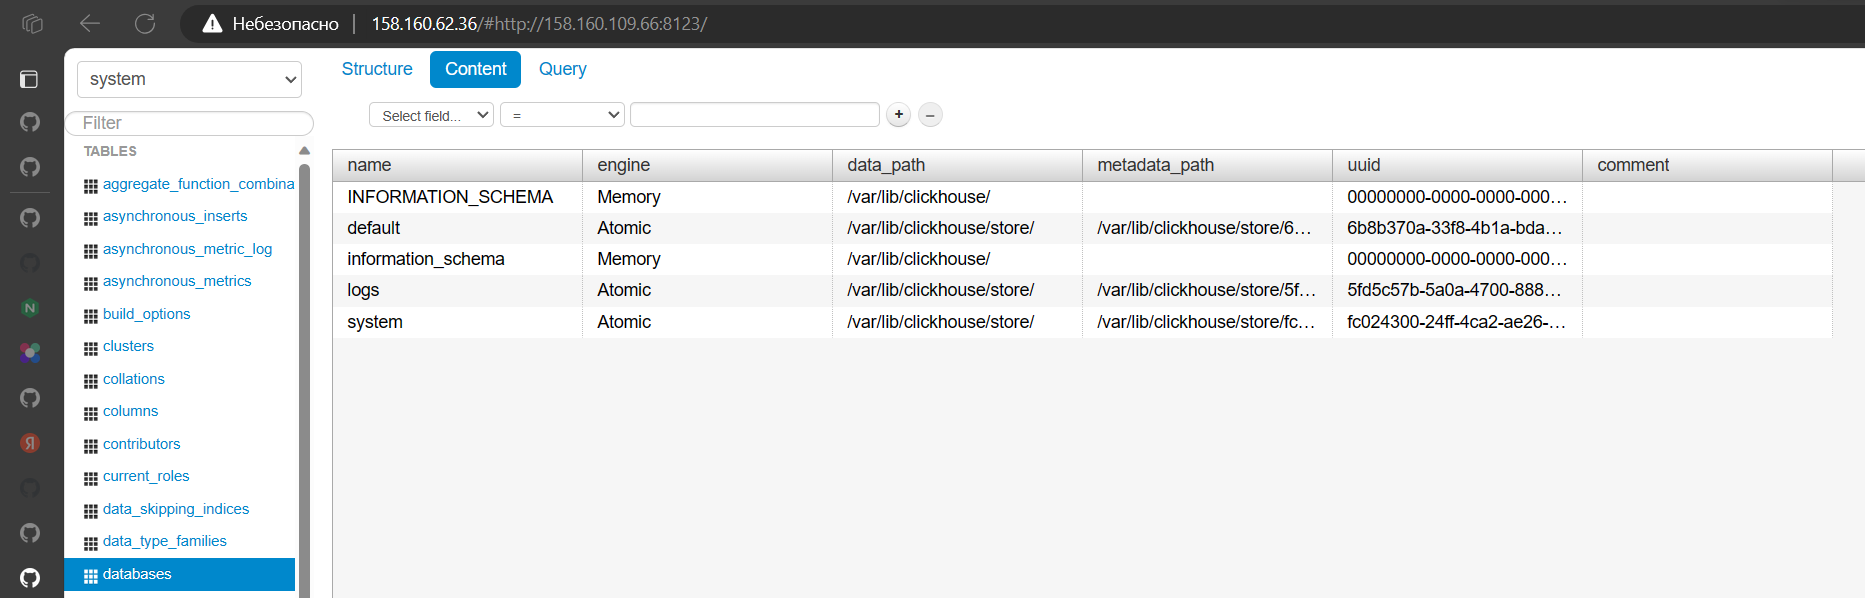 Небезопасно 158.160.62.36/#http://158.160.109.66:8123/
system
Structure Content Query
Filter
Select field... =
+ −
TABLES
aggregate_function_combina
asynchronous_inserts
asynchronous_metric_log
asynchronous_metrics
build_options
clusters
collations
columns
contributors
current_roles
data_skipping_indices
data_type_families
databases
name engine data_path metadata_path uuid comment
INFORMATION_SCHEMA Memory /var/lib/clickhouse/ 00000000-0000-0000-000...
default Atomic /var/lib/clickhouse/store/ /var/lib/clickhouse/store/6... 6b8b370a-33f8-4b1a-bda...
information_schema Memory /var/lib/clickhouse/ 00000000-0000-0000-000...
logs Atomic /var/lib/clickhouse/store/ /var/lib/clickhouse/store/5f... 5fd5c57b-5a0a-4700-888...
system Atomic /var/lib/clickhouse/store/ /var/lib/clickhouse/store/fc... fc024300-24ff-4ca2-ae26-...
N
Я